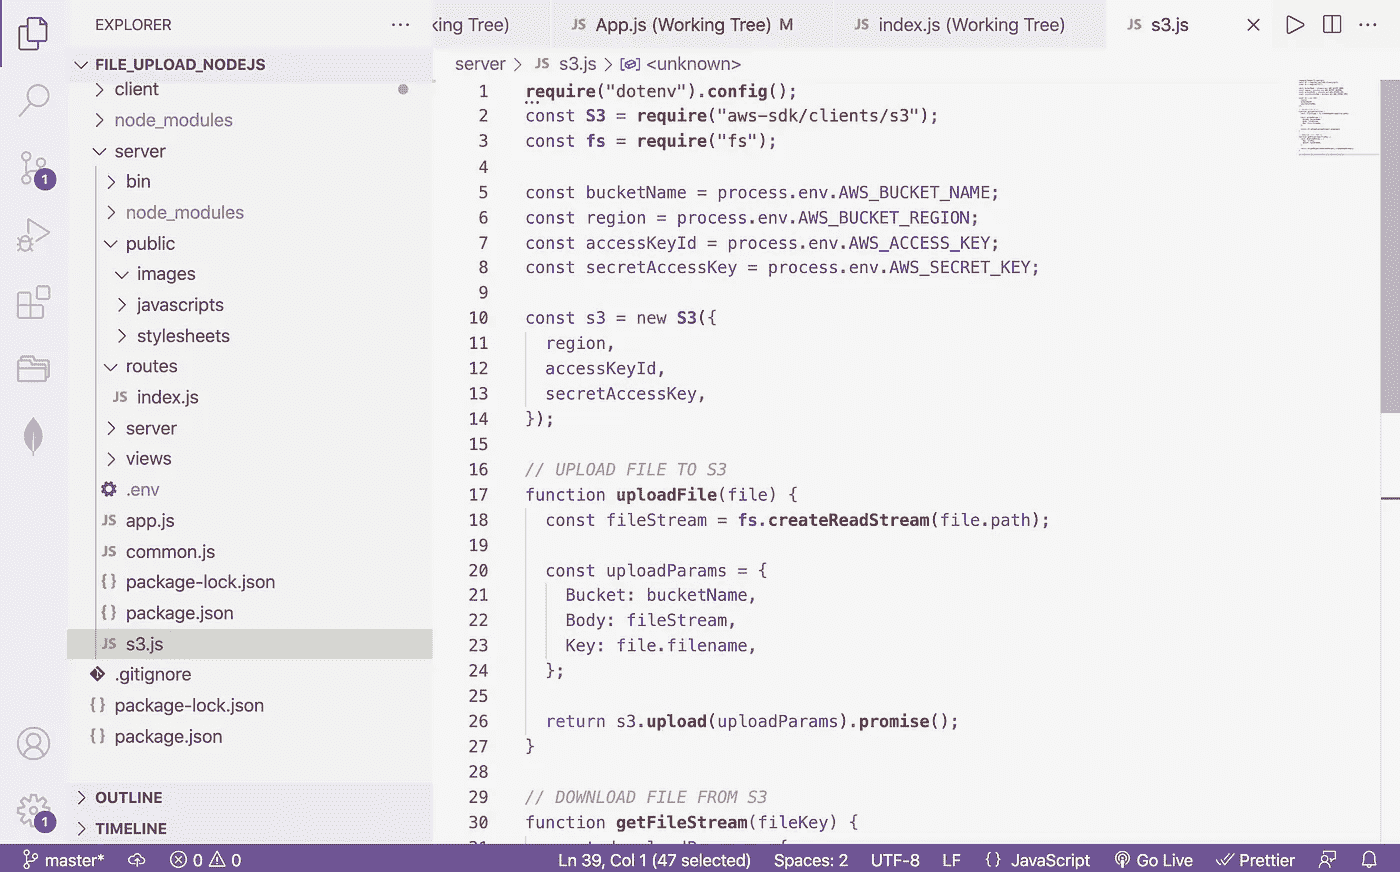 EXPLORER
king Tree)
JS App.js (Working Tree) M
JS index.js (Working Tree)
JS s3.js
FILE_UPLOAD_NODEJS
server > JS s3.js > <unknown>
client
node_modules
server
bin
node_modules
public
images
javascripts
stylesheets
routes
JS index.js
server
views
.env
JS app.js
JS common.js
{} package-lock.json
{} package.json
JS s3.js
.gitignore
{} package-lock.json
{} package.json
OUTLINE
TIMELINE
1
1
1 require("dotenv").config();
2 const S3 = require("aws-sdk/clients/s3");
3 const fs = require("fs");
4
5 const bucketName = process.env.AWS_BUCKET_NAME;
6 const region = process.env.AWS_BUCKET_REGION;
7 const accessKeyId = process.env.AWS_ACCESS_KEY;
8 const secretAccessKey = process.env.AWS_SECRET_KEY;
9
10 const s3 = new S3({
11 region,
12 accessKeyId,
13 secretAccessKey,
14 });
15
16 // UPLOAD FILE TO S3
17 function uploadFile(file) {
18 const fileStream = fs.createReadStream(file.path);
19
20 const uploadParams = {
21 Bucket: bucketName,
22 Body: fileStream,
23 Key: file.filename,
24 };
25
26 return s3.upload(uploadParams).promise();
27 }
28
29 // DOWNLOAD FILE FROM S3
30 function getFileStream(fileKey) {
master* 0 0 Ln 39, Col 1 (47 selected) Spaces: 2 UTF-8 LF {} JavaScript Go Live Prettier